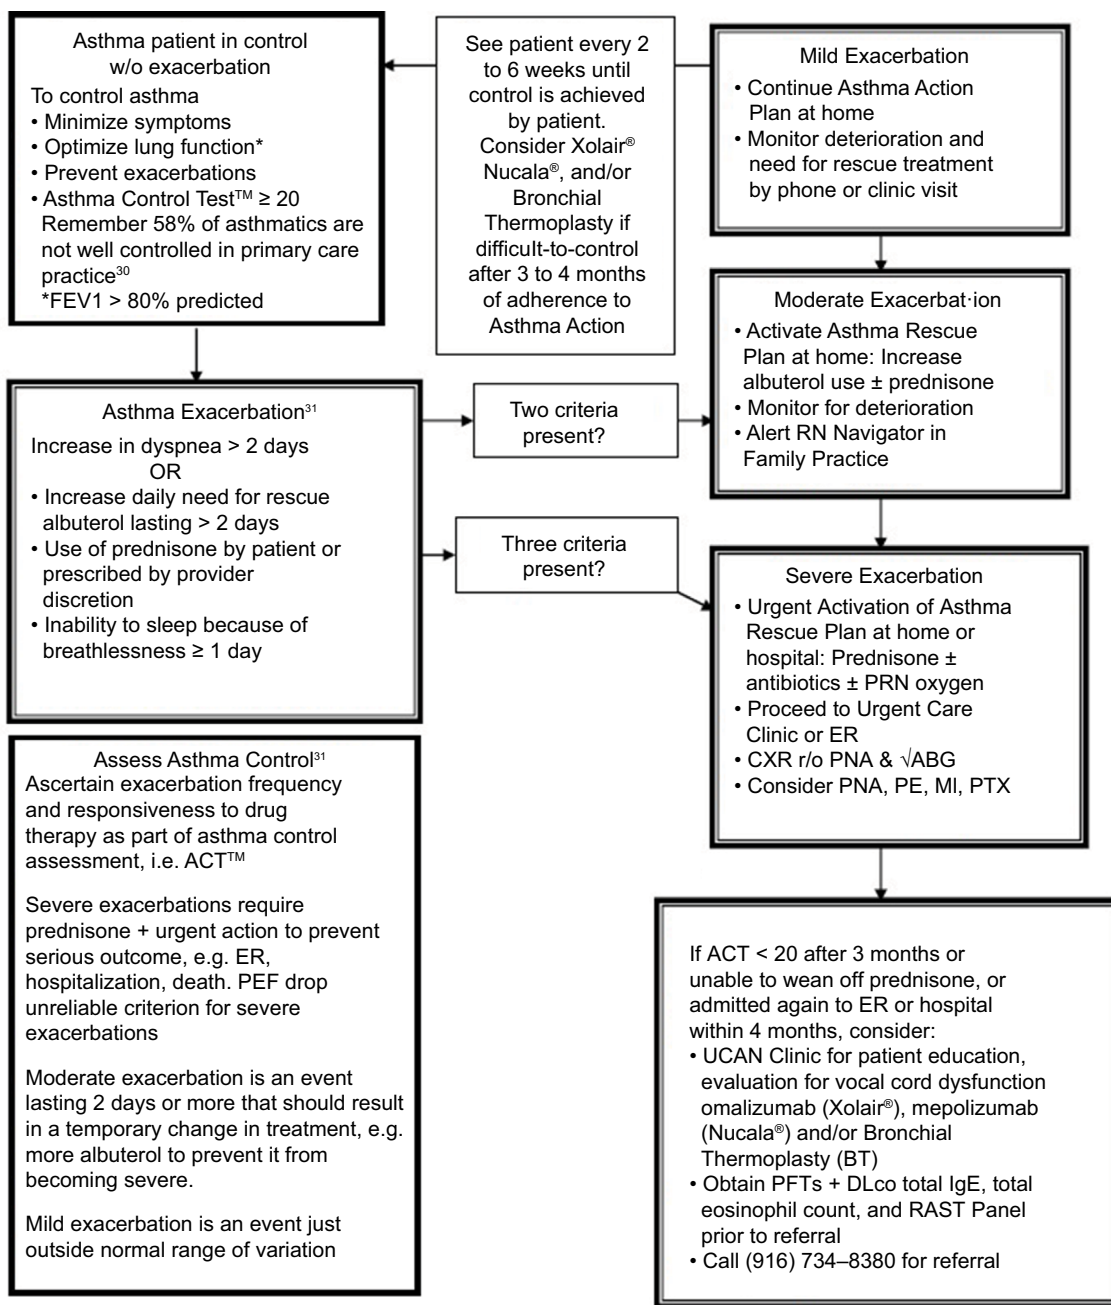 Asthma patient in control
w/o exacerbation
To control asthma
• Minimize symptoms
• Optimize lung function*
• Prevent exacerbations
• Asthma Control Test™ ≥ 20
Remember 58% of asthmatics are
not well controlled in primary care
practice³⁰
*FEV1 > 80% predicted
See patient every 2
to 6 weeks until
control is achieved
by patient.
Consider Xolair®
Nucala®, and/or
Bronchial
Thermoplasty if
difficult-to-control
after 3 to 4 months
of adherence to
Asthma Action
Mild Exacerbation
• Continue Asthma Action
Plan at home
• Monitor deterioration and
need for rescue treatment
by phone or clinic visit
Moderate Exacerbat·ion
• Activate Asthma Rescue
Plan at home: Increase
albuterol use ± prednisone
• Monitor for deterioration
• Alert RN Navigator in
Family Practice
Asthma Exacerbation³¹
Increase in dyspnea > 2 days
OR
• Increase daily need for rescue
albuterol lasting > 2 days
• Use of prednisone by patient or
prescribed by provider
discretion
• Inability to sleep because of
breathlessness ≥ 1 day
Two criteria
present?
Three criteria
present?
Severe Exacerbation
• Urgent Activation of Asthma
Rescue Plan at home or
hospital: Prednisone ±
antibiotics ± PRN oxygen
• Proceed to Urgent Care
Clinic or ER
• CXR r/o PNA & √ABG
• Consider PNA, PE, MI, PTX
Assess Asthma Control³¹
Ascertain exacerbation frequency
and responsiveness to drug
therapy as part of asthma control
assessment, i.e. ACT™
Severe exacerbations require
prednisone + urgent action to prevent
serious outcome, e.g. ER,
hospitalization, death. PEF drop
unreliable criterion for severe
exacerbations
Moderate exacerbation is an event
lasting 2 days or more that should result
in a temporary change in treatment, e.g.
more albuterol to prevent it from
becoming severe.
Mild exacerbation is an event just
outside normal range of variation
If ACT < 20 after 3 months or
unable to wean off prednisone, or
admitted again to ER or hospital
within 4 months, consider:
• UCAN Clinic for patient education,
evaluation for vocal cord dysfunction
omalizumab (Xolair®), mepolizumab
(Nucala®) and/or Bronchial
Thermoplasty (BT)
• Obtain PFTs + DLco total IgE, total
eosinophil count, and RAST Panel
prior to referral
• Call (916) 734–8380 for referral